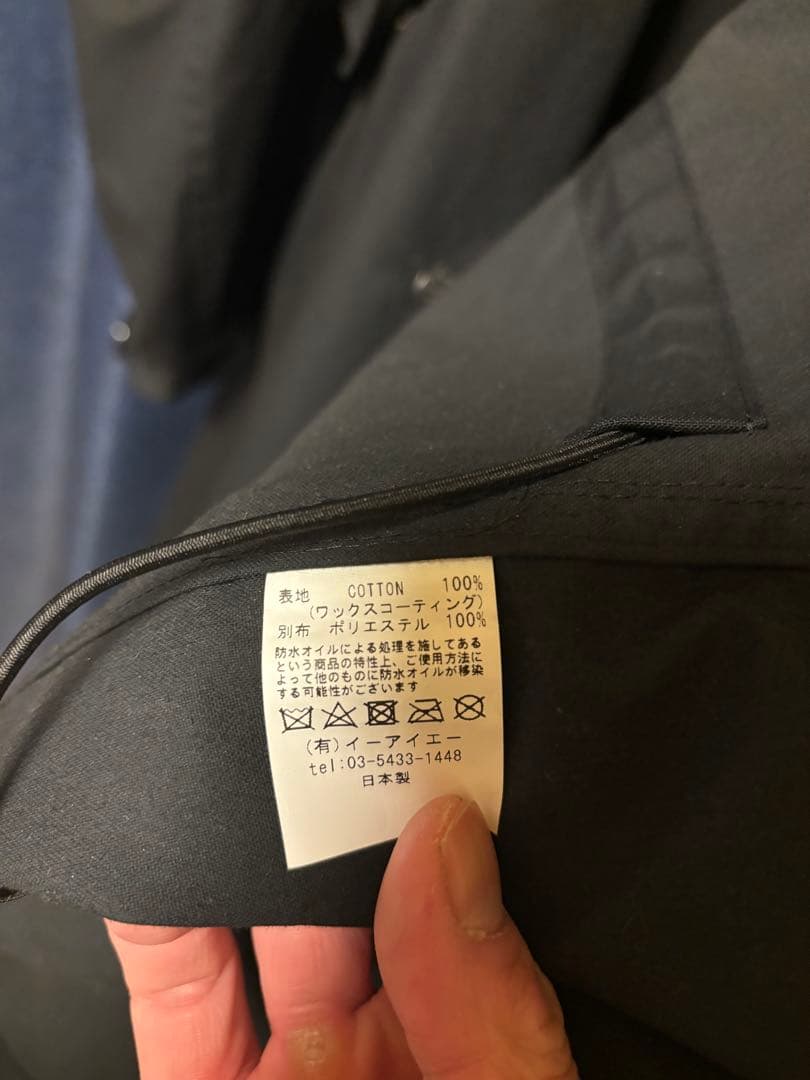 表地 COTTON 100%
(ワックスコーティング)
別布 ポリエステル 100%
防水オイルによる処理を施してある
という商品の特性上、ご使用方法に
よって他のものに防水オイルが移染
する可能性がございます
(有)イーアイエー
tel:03-5433-1448
日本製